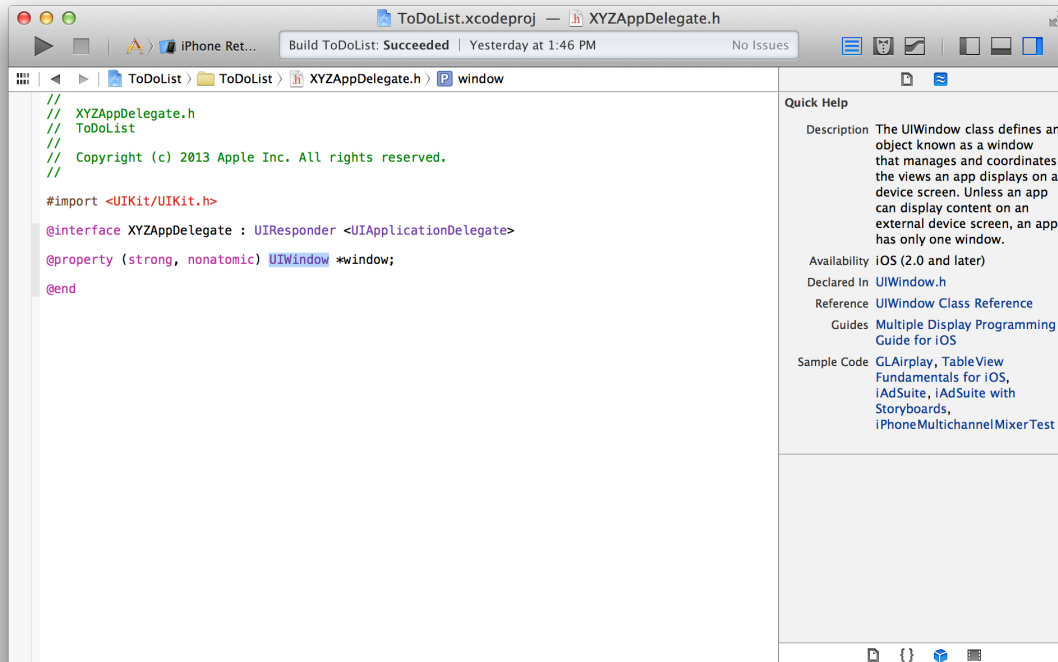 ToDoList.xcodeproj — XYZAppDelegate.h
iPhone Ret...
Build ToDoList: Succeeded | Yesterday at 1:46 PM
No Issues
ToDoList ToDoList XYZAppDelegate.h P window
//
// XYZAppDelegate.h
// ToDoList
//
// Copyright (c) 2013 Apple Inc. All rights reserved.
//
#import <UIKit/UIKit.h>
@interface XYZAppDelegate : UIResponder <UIApplicationDelegate>
@property (strong, nonatomic) UIWindow *window;
@end
Quick Help
Description The UIWindow class defines an
object known as a window
that manages and coordinates
the views an app displays on a
device screen. Unless an app
can display content on an
external device screen, an app
has only one window.
Availability iOS (2.0 and later)
Declared In UIWindow.h
Reference UIWindow Class Reference
Guides Multiple Display Programming
Guide for iOS
Sample Code GLAirplay, TableView
Fundamentals for iOS,
iAdSuite, iAdSuite with
Storyboards,
iPhoneMultichannelMixerTest
{}